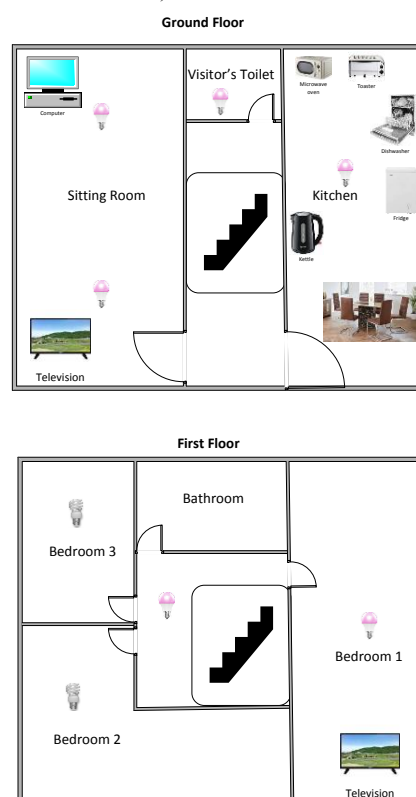 Ground Floor
Visitor's Toilet
Computer
Microwave
oven
Toaster
Dishwasher
Sitting Room
Kitchen
Fridge
Kettle
Television
First Floor
Bathroom
Bedroom 3
Bedroom 1
Bedroom 2
Television